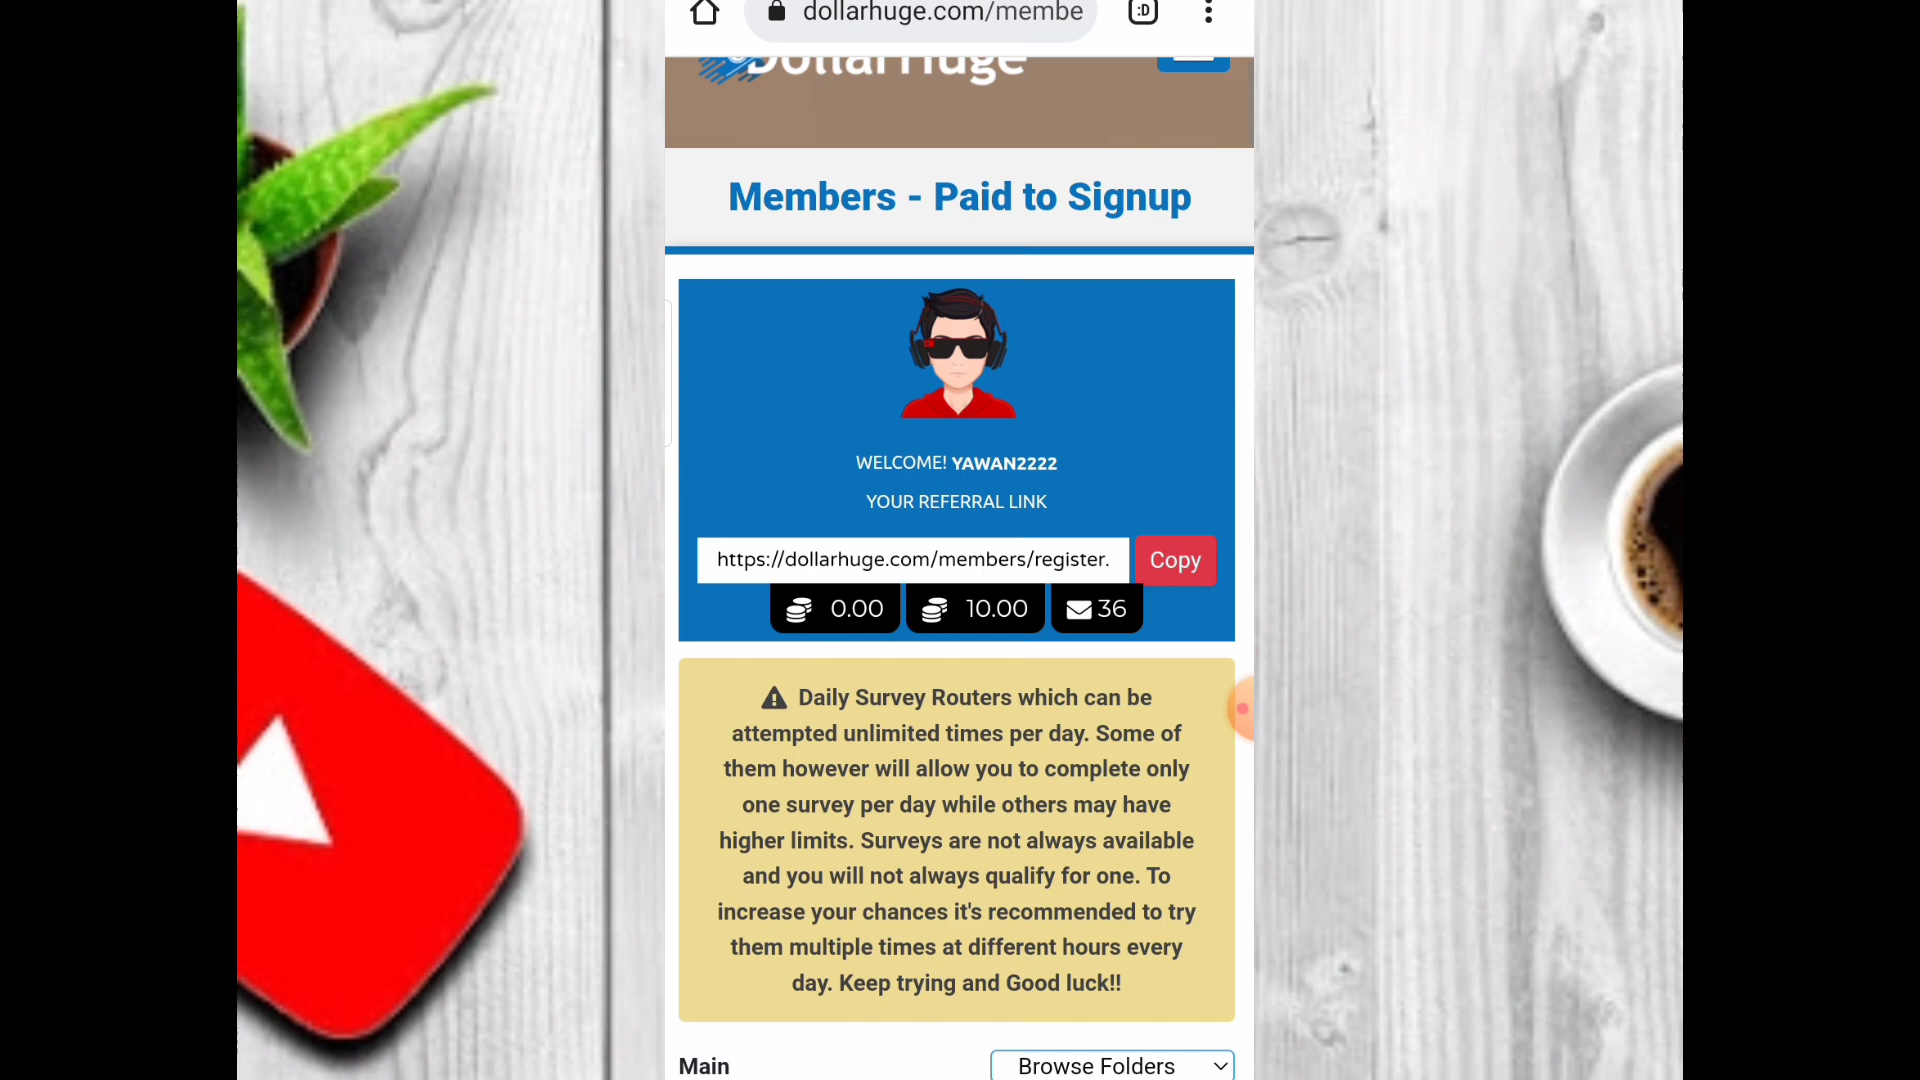 dollarhuge.com/membe
:D
DollarHuge
Members - Paid to Signup
WELCOME! YAWAN2222
YOUR REFERRAL LINK
https://dollarhuge.com/members/register.
Copy
0.00
10.00
36
Daily Survey Routers which can be
attempted unlimited times per day. Some of
them however will allow you to complete only
one survey per day while others may have
higher limits. Surveys are not always available
and you will not always qualify for one. To
increase your chances it's recommended to try
them multiple times at different hours every
day. Keep trying and Good luck!!
Main
Browse Folders